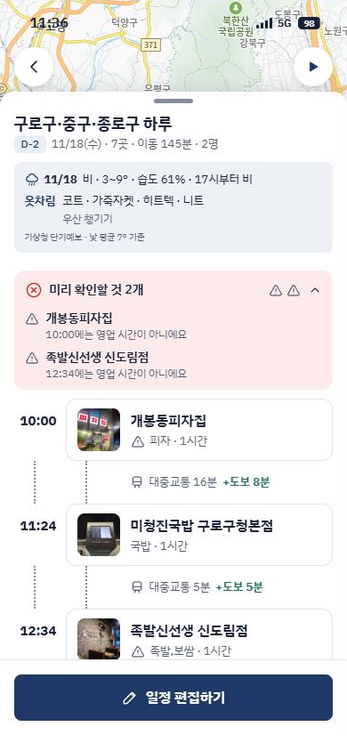 11:36
5G 98
덕양구
북한산
국립공원
도봉구
노원구
강북구
371
은평구
구로구·중구·종로구 하루
D-2 11/18(수) · 7곳 · 이동 145분 · 2명
11/18 비 · 3~9° · 습도 61% · 17시부터 비
옷차림 코트 · 가죽자켓 · 히트텍 · 니트
우산 챙기기
기상청 단기예보 · 낮 평균 7° 기준
미리 확인할 것 2개
개봉동피자집
10:00에는 영업 시간이 아니에요
족발신선생 신도림점
12:34에는 영업 시간이 아니에요
10:00 개봉동피자집
피자 · 1시간
대중교통 16분 +도보 8분
11:24 미청진국밥 구로구청본점
국밥 · 1시간
대중교통 5분 +도보 5분
12:34 족발신선생 신도림점
족발,보쌈 · 1시간
일정 편집하기